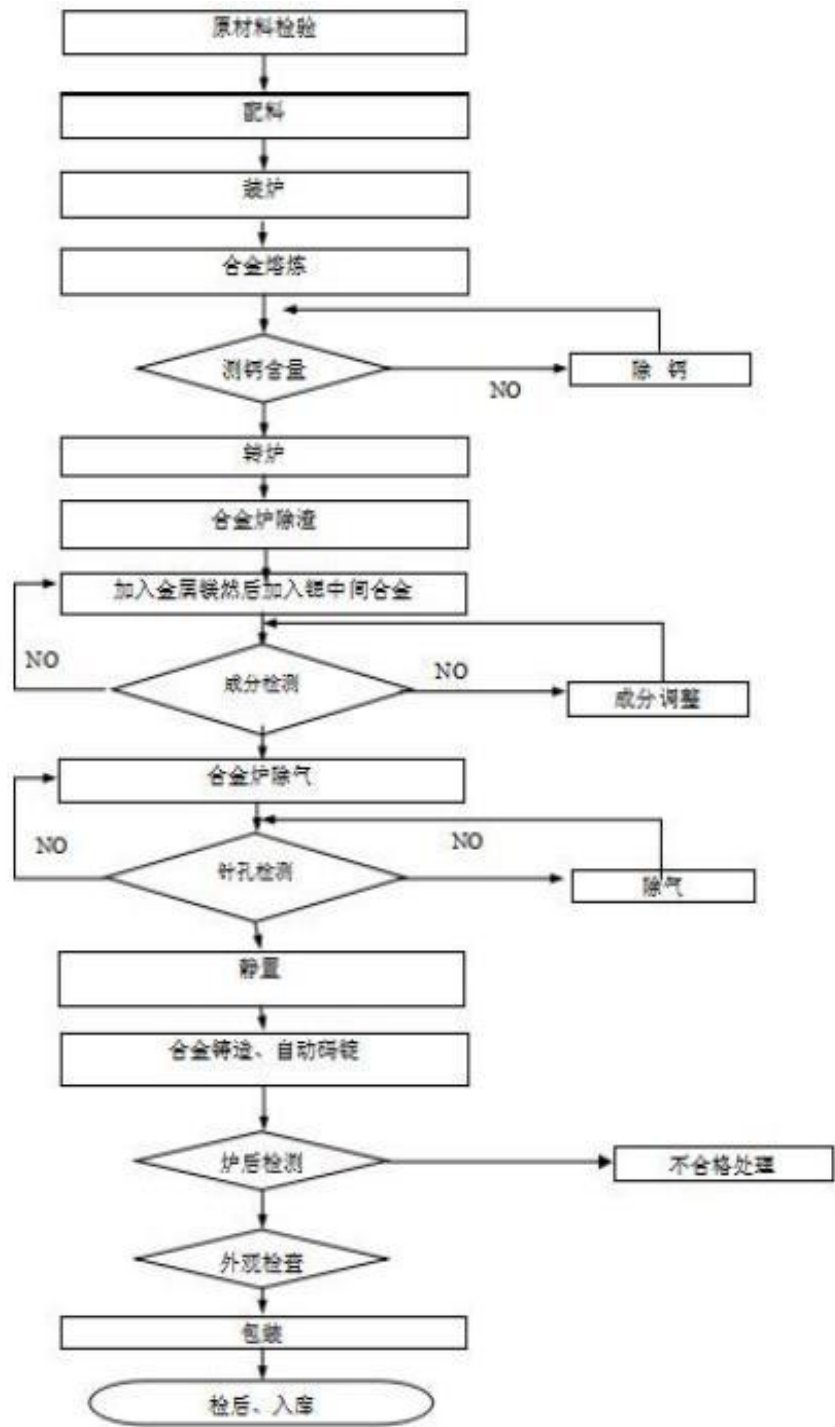 原材料检验
配料
装炉
合金熔炼
测钙含量
NO
除 钙
转炉
合金炉除渣
加入金属镁然后加入锶中间合金
NO
成分检测
NO
成分调整
合金炉除气
NO
针孔检测
NO
除气
静置
合金铸造、自动码锭
炉后检测
不合格处理
外观检查
包装
检后、入库